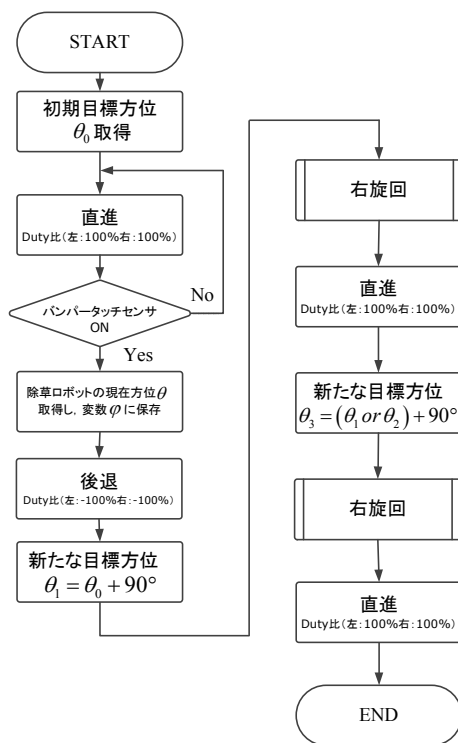 START
初期目標方位
θ0 取得
直進
Duty比(左:100%右:100%)
バンパータッチセンサ
ON
No
Yes
除草ロボットの現在方位θ
取得し，変数φに保存
後退
Duty比(左:-100%右:-100%)
新たな目標方位
θ1 = θ0 + 90°
右旋回
直進
Duty比(左:100%右:100%)
新たな目標方位
θ3 = (θ1 or θ2) + 90°
右旋回
直進
Duty比(左:100%右:100%)
END